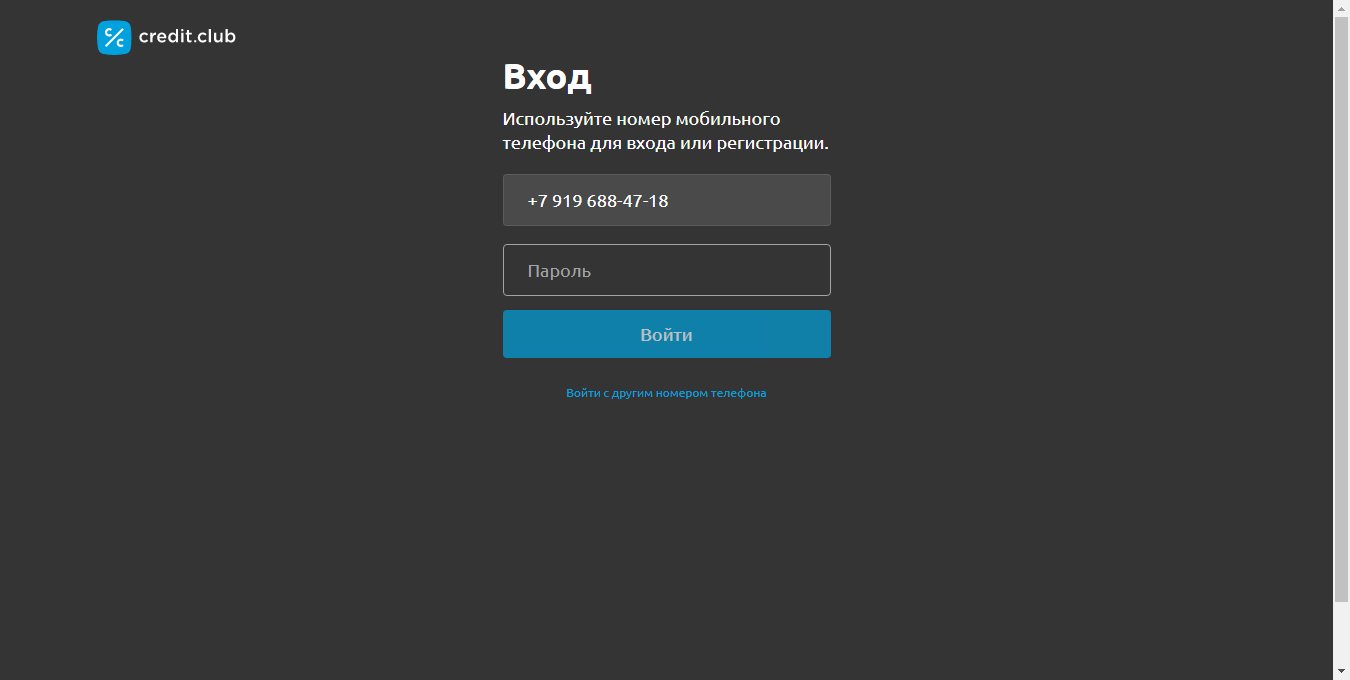 credit.club
Вход
Используйте номер мобильного
телефона для входа или регистрации.
+7 919 688-47-18
Пароль
Войти
Войти с другим номером телефона